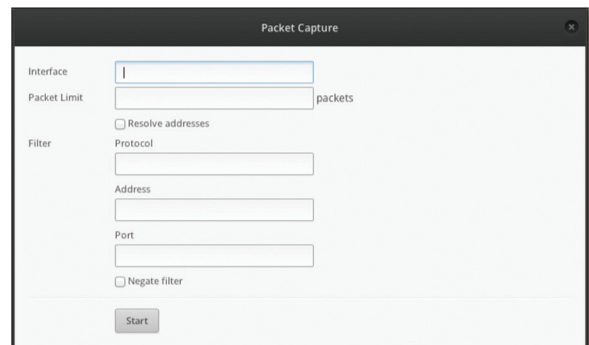 Packet Capture
Interface
Packet Limit packets
Resolve addresses
Filter Protocol
Address
Port
Negate filter
Start